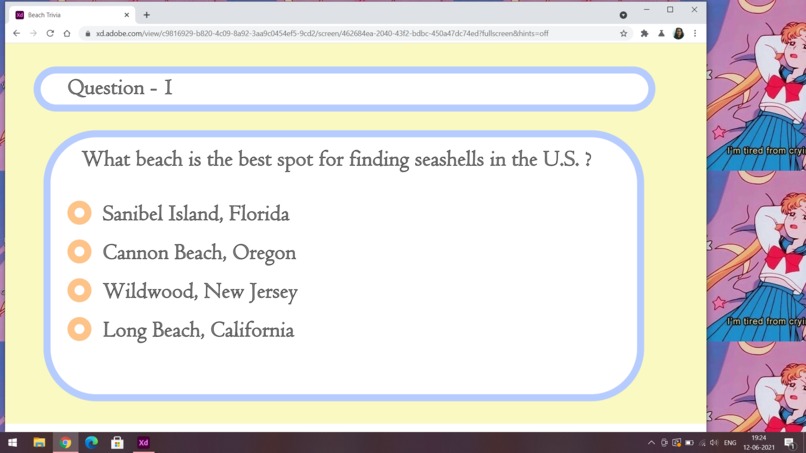 Beach Trivia
xd.adobe.com/view/c9816929-b820-4c09-8a92-3aa9c0454ef5-9cd2/screen/462684ea-2040-43f2-bdbc-450a47dc74ed?fullscreen&hints=off
Question - I
What beach is the best spot for finding seashells in the U.S. ?
Sanibel Island, Florida
Cannon Beach, Oregon
Wildwood, New Jersey
Long Beach, California
I'm tired from cryi
I'm tired from cryi
Xd
ENG
19:24
12-06-2021